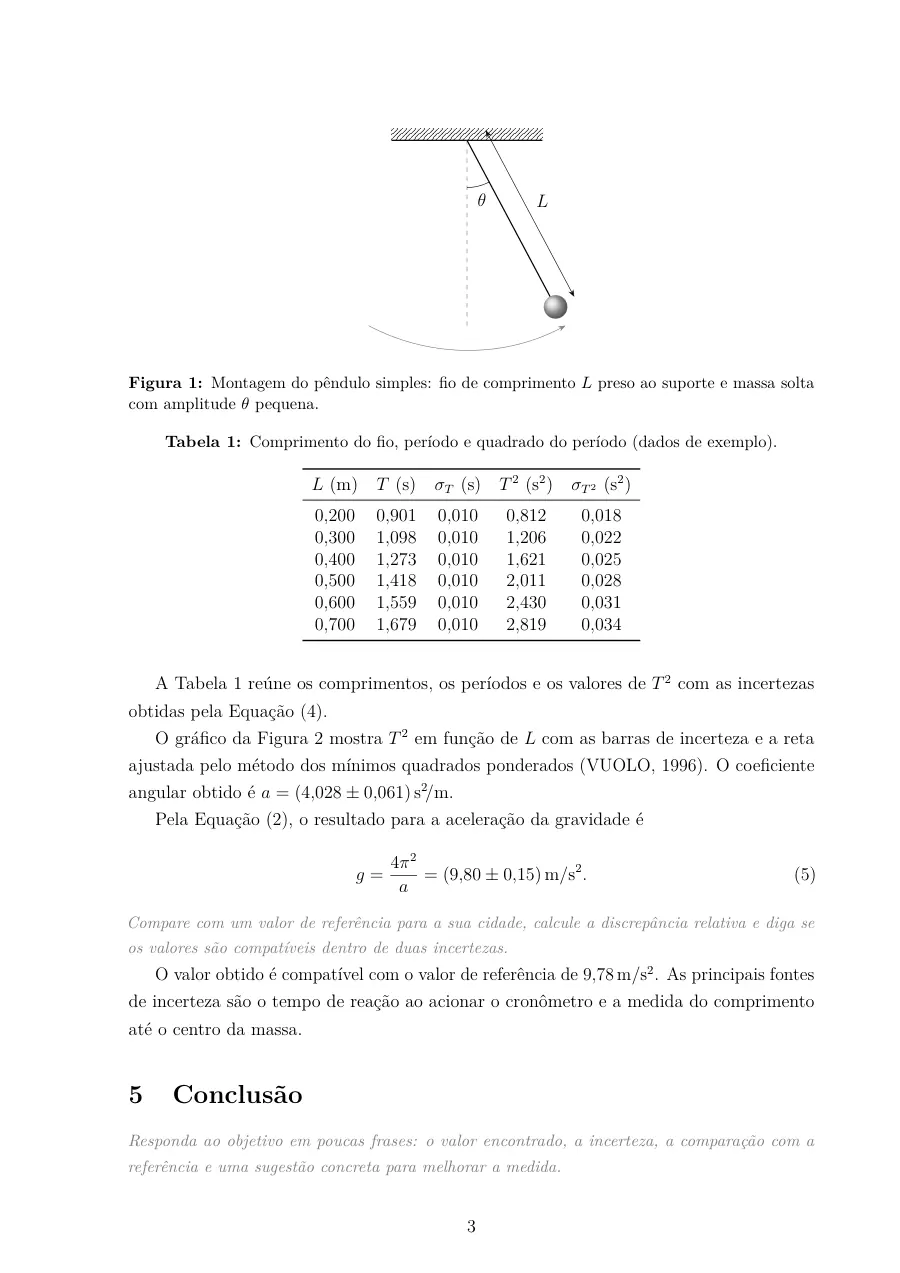 θ
L
Figura 1: Montagem do pêndulo simples: fio de comprimento L preso ao suporte e massa solta
com amplitude θ pequena.
Tabela 1: Comprimento do fio, período e quadrado do período (dados de exemplo).
L (m) T (s) σ_T (s) T² (s²) σ_T² (s²)
0,200 0,901 0,010 0,812 0,018
0,300 1,098 0,010 1,206 0,022
0,400 1,273 0,010 1,621 0,025
0,500 1,418 0,010 2,011 0,028
0,600 1,559 0,010 2,430 0,031
0,700 1,679 0,010 2,819 0,034
A Tabela 1 reúne os comprimentos, os períodos e os valores de T² com as incertezas
obtidas pela Equação (4).
O gráfico da Figura 2 mostra T² em função de L com as barras de incerteza e a reta
ajustada pelo método dos mínimos quadrados ponderados (VUOLO, 1996). O coeficiente
angular obtido é a = (4,028 ± 0,061) s²/m.
Pela Equação (2), o resultado para a aceleração da gravidade é
g = 4π²/a = (9,80 ± 0,15) m/s². (5)
Compare com um valor de referência para a sua cidade, calcule a discrepância relativa e diga se
os valores são compatíveis dentro de duas incertezas.
O valor obtido é compatível com o valor de referência de 9,78 m/s². As principais fontes
de incerteza são o tempo de reação ao acionar o cronômetro e a medida do comprimento
até o centro da massa.
5 Conclusão
Responda ao objetivo em poucas frases: o valor encontrado, a incerteza, a comparação com a
referência e uma sugestão concreta para melhorar a medida.
3